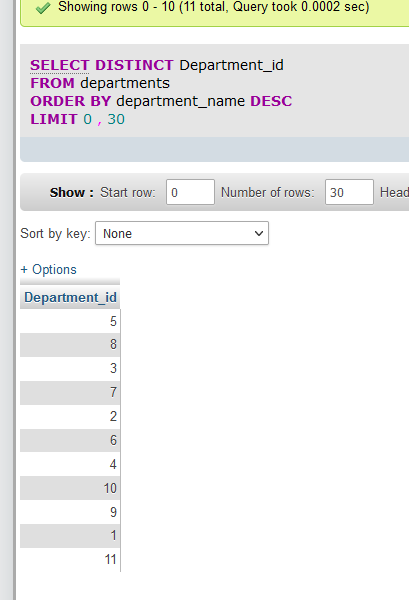 Showing rows 0 - 10 (11 total, Query took 0.0002 sec)
SELECT DISTINCT Department_id
FROM departments
ORDER BY department_name DESC
LIMIT 0 , 30
Show : Start row: 0 Number of rows: 30 Head
Sort by key: None
+ Options
Department_id
5
8
3
7
2
6
4
10
9
1
11